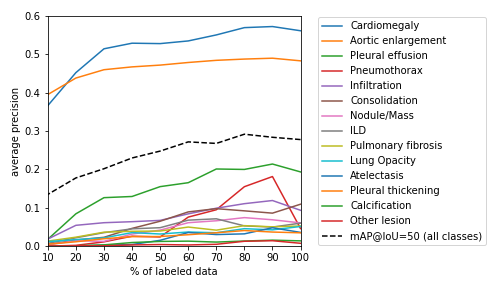 0.6
0.5
0.4
0.3
0.2
0.1
0.0
average precision
10 20 30 40 50 60 70 80 90 100
% of labeled data
Cardiomegaly
Aortic enlargement
Pleural effusion
Pneumothorax
Infiltration
Consolidation
Nodule/Mass
ILD
Pulmonary fibrosis
Lung Opacity
Atelectasis
Pleural thickening
Calcification
Other lesion
mAP@IoU=50 (all classes)